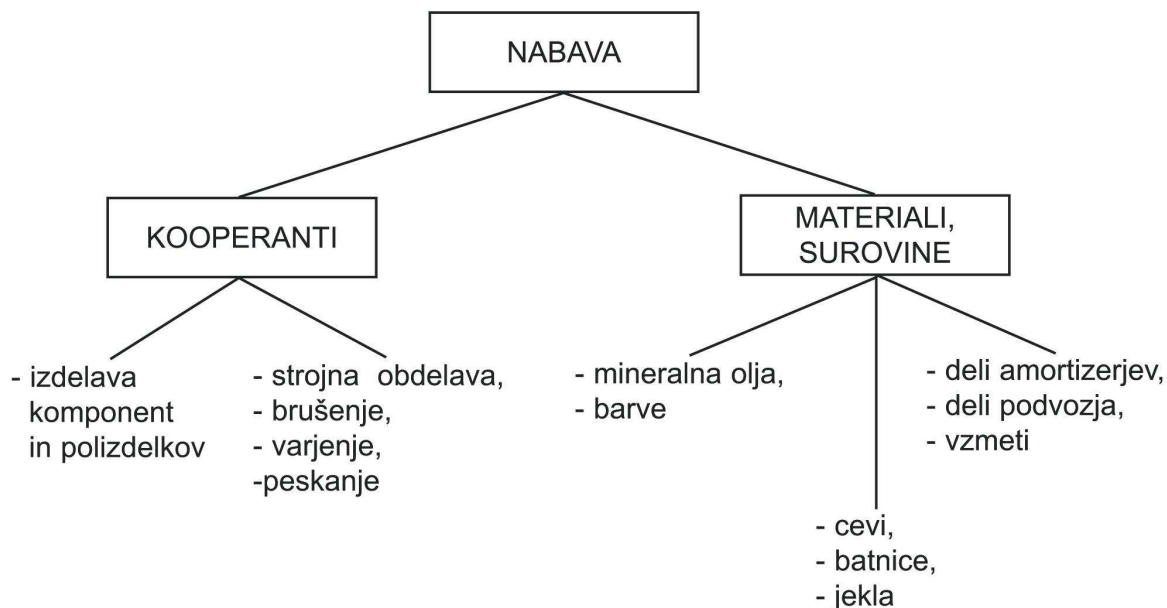 NABAVA
KOOPERANTI
MATERIALI,
SUROVINE
- izdelava
komponent
in polizdelkov
- strojna obdelava,
- brušenje,
- varjenje,
-peskanje
- mineralna olja,
- barve
- cevi,
- batnice,
- jekla
- deli amortizerjev,
- deli podvozja,
- vzmeti